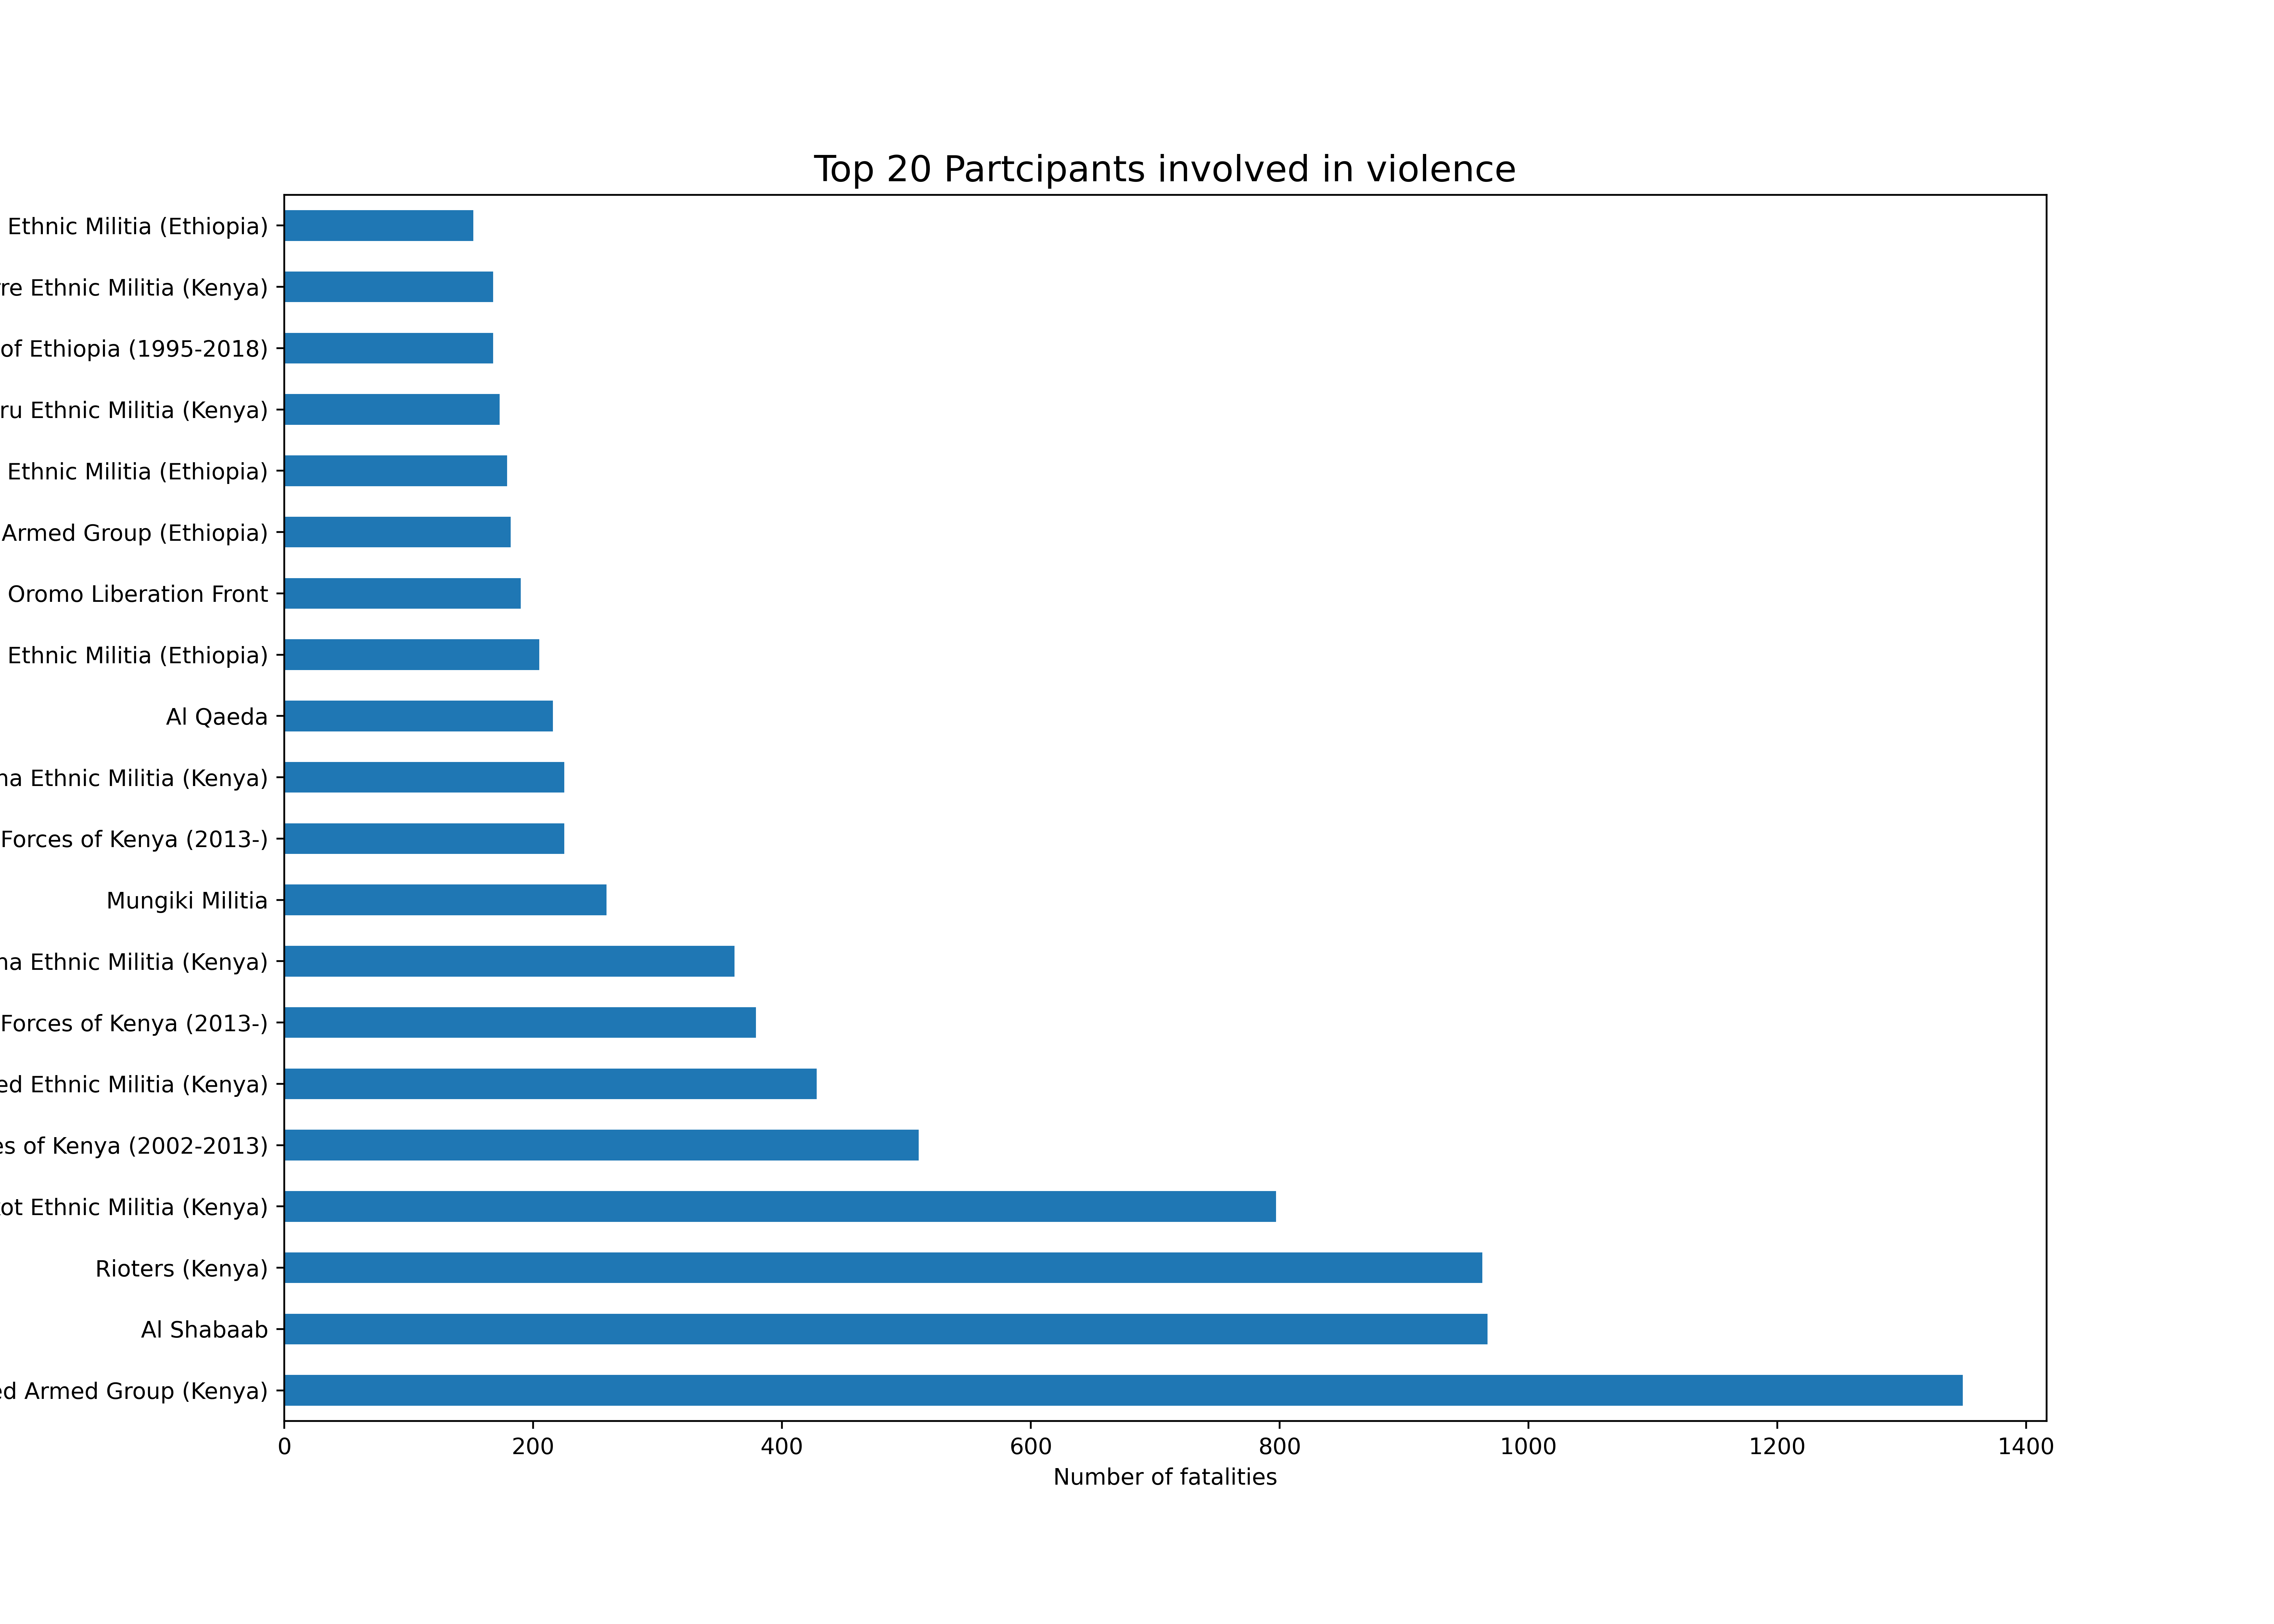 Top 20 Partcipants involved in violence
Ethnic Militia (Ethiopia)
re Ethnic Militia (Kenya)
of Ethiopia (1995-2018)
ru Ethnic Militia (Kenya)
Ethnic Militia (Ethiopia)
Armed Group (Ethiopia)
Oromo Liberation Front
Ethnic Militia (Ethiopia)
Al Qaeda
na Ethnic Militia (Kenya)
Forces of Kenya (2013-)
Mungiki Militia
na Ethnic Militia (Kenya)
Forces of Kenya (2013-)
ed Ethnic Militia (Kenya)
es of Kenya (2002-2013)
ot Ethnic Militia (Kenya)
Rioters (Kenya)
Al Shabaab
ed Armed Group (Kenya)
0 200 400 600 800 1000 1200 1400
Number of fatalities